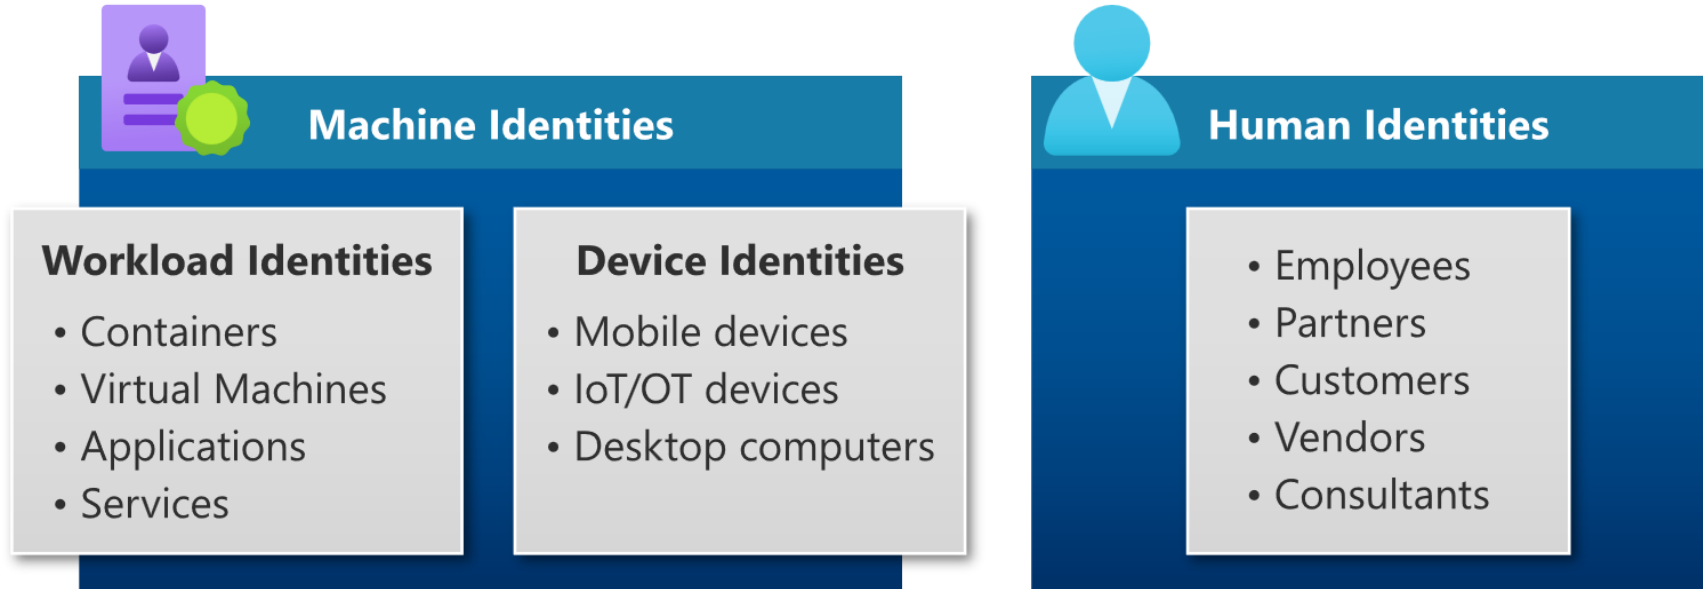 Machine Identities
Workload Identities
• Containers
• Virtual Machines
• Applications
• Services
Device Identities
• Mobile devices
• IoT/OT devices
• Desktop computers
Human Identities
• Employees
• Partners
• Customers
• Vendors
• Consultants